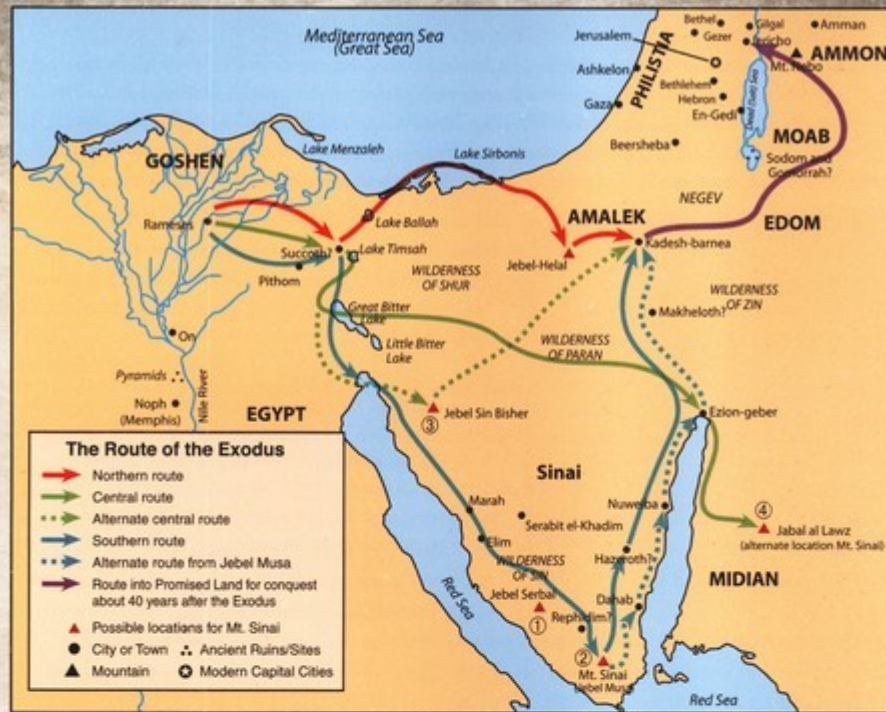 Mediterranean Sea
(Great Sea)
Bethel
Gilgal
Amman
Jerusalem
Gezer
Jericho
AMMON
Mt. Nebo
PHILISTIA
Ashkelon
Bethlehem
Hebron
Gaza
En-Gedi
Dead (Salt) Sea
MOAB
Beersheba
Sodom and
Gomorrah?
GOSHEN
Lake Menzaleh
Lake Sirbonis
NEGEV
Rameses
Lake Ballah
AMALEK
EDOM
Succoth?
Lake Timsah
Kadesh-barnea
Jebel-Helal
Pithom
WILDERNESS
OF SHUR
WILDERNESS
OF ZIN
Great Bitter
Lake
Makheloth?
On
Little Bitter
Lake
WILDERNESS
OF PARAN
Pyramids
Nile River
Noph
(Memphis)
EGYPT
③
Jebel Sin Bisher
Ezion-geber
The Route of the Exodus
Northern route
Central route
Alternate central route
Southern route
Alternate route from Jebel Musa
Route into Promised Land for conquest
about 40 years after the Exodus
Possible locations for Mt. Sinai
City or Town
Ancient Ruins/Sites
Mountain
Modern Capital Cities
Sinai
Marah
Serabit el-Khadim
Nuweiba
④
Jabal al Lawz
(alternate location Mt. Sinai)
Elim
Hazeroth?
WILDERNESS
OF SIN
MIDIAN
Red Sea
Jebel Serbal
①
Rephidim?
Dahab
②
Mt. Sinai
(Jebel Musa)
Red Sea